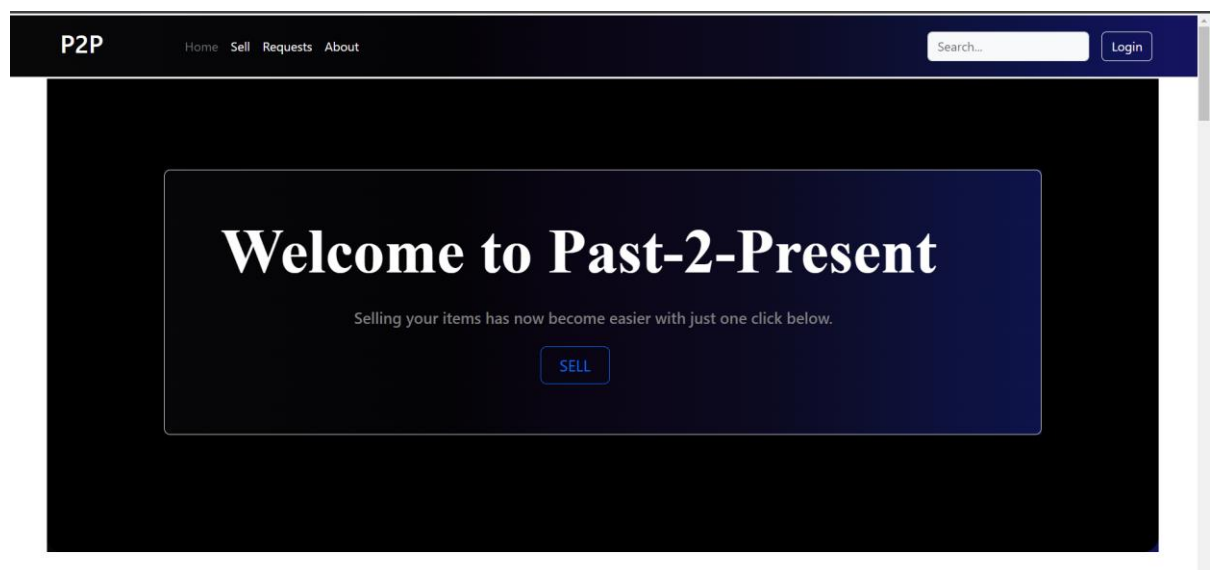 P2P
Home Sell Requests About
Search...
Login
Welcome to Past-2-Present
Selling your items has now become easier with just one click below.
SELL